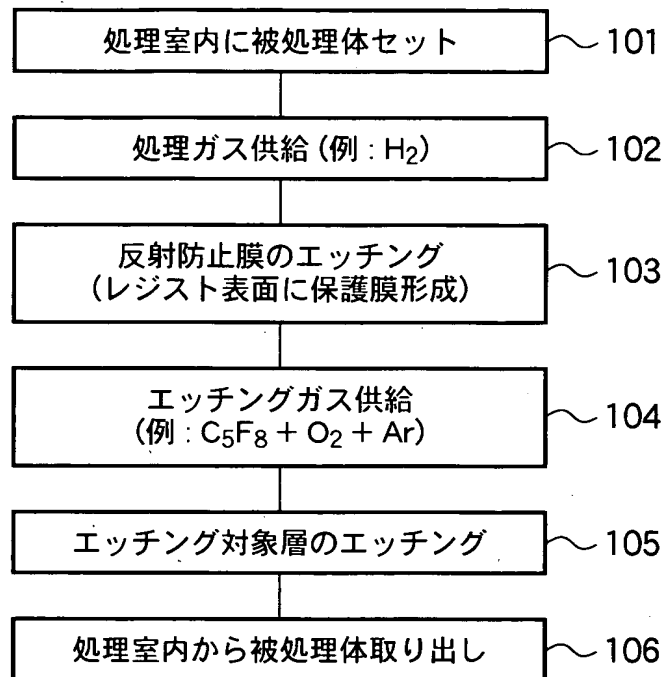 処理室内に被処理体セット 101
処理ガス供給 (例 : H₂) 102
反射防止膜のエッチング
(レジスト表面に保護膜形成) 103
エッチングガス供給
(例 : C₅F₈ + O₂ + Ar) 104
エッチング対象層のエッチング 105
処理室内から被処理体取り出し 106